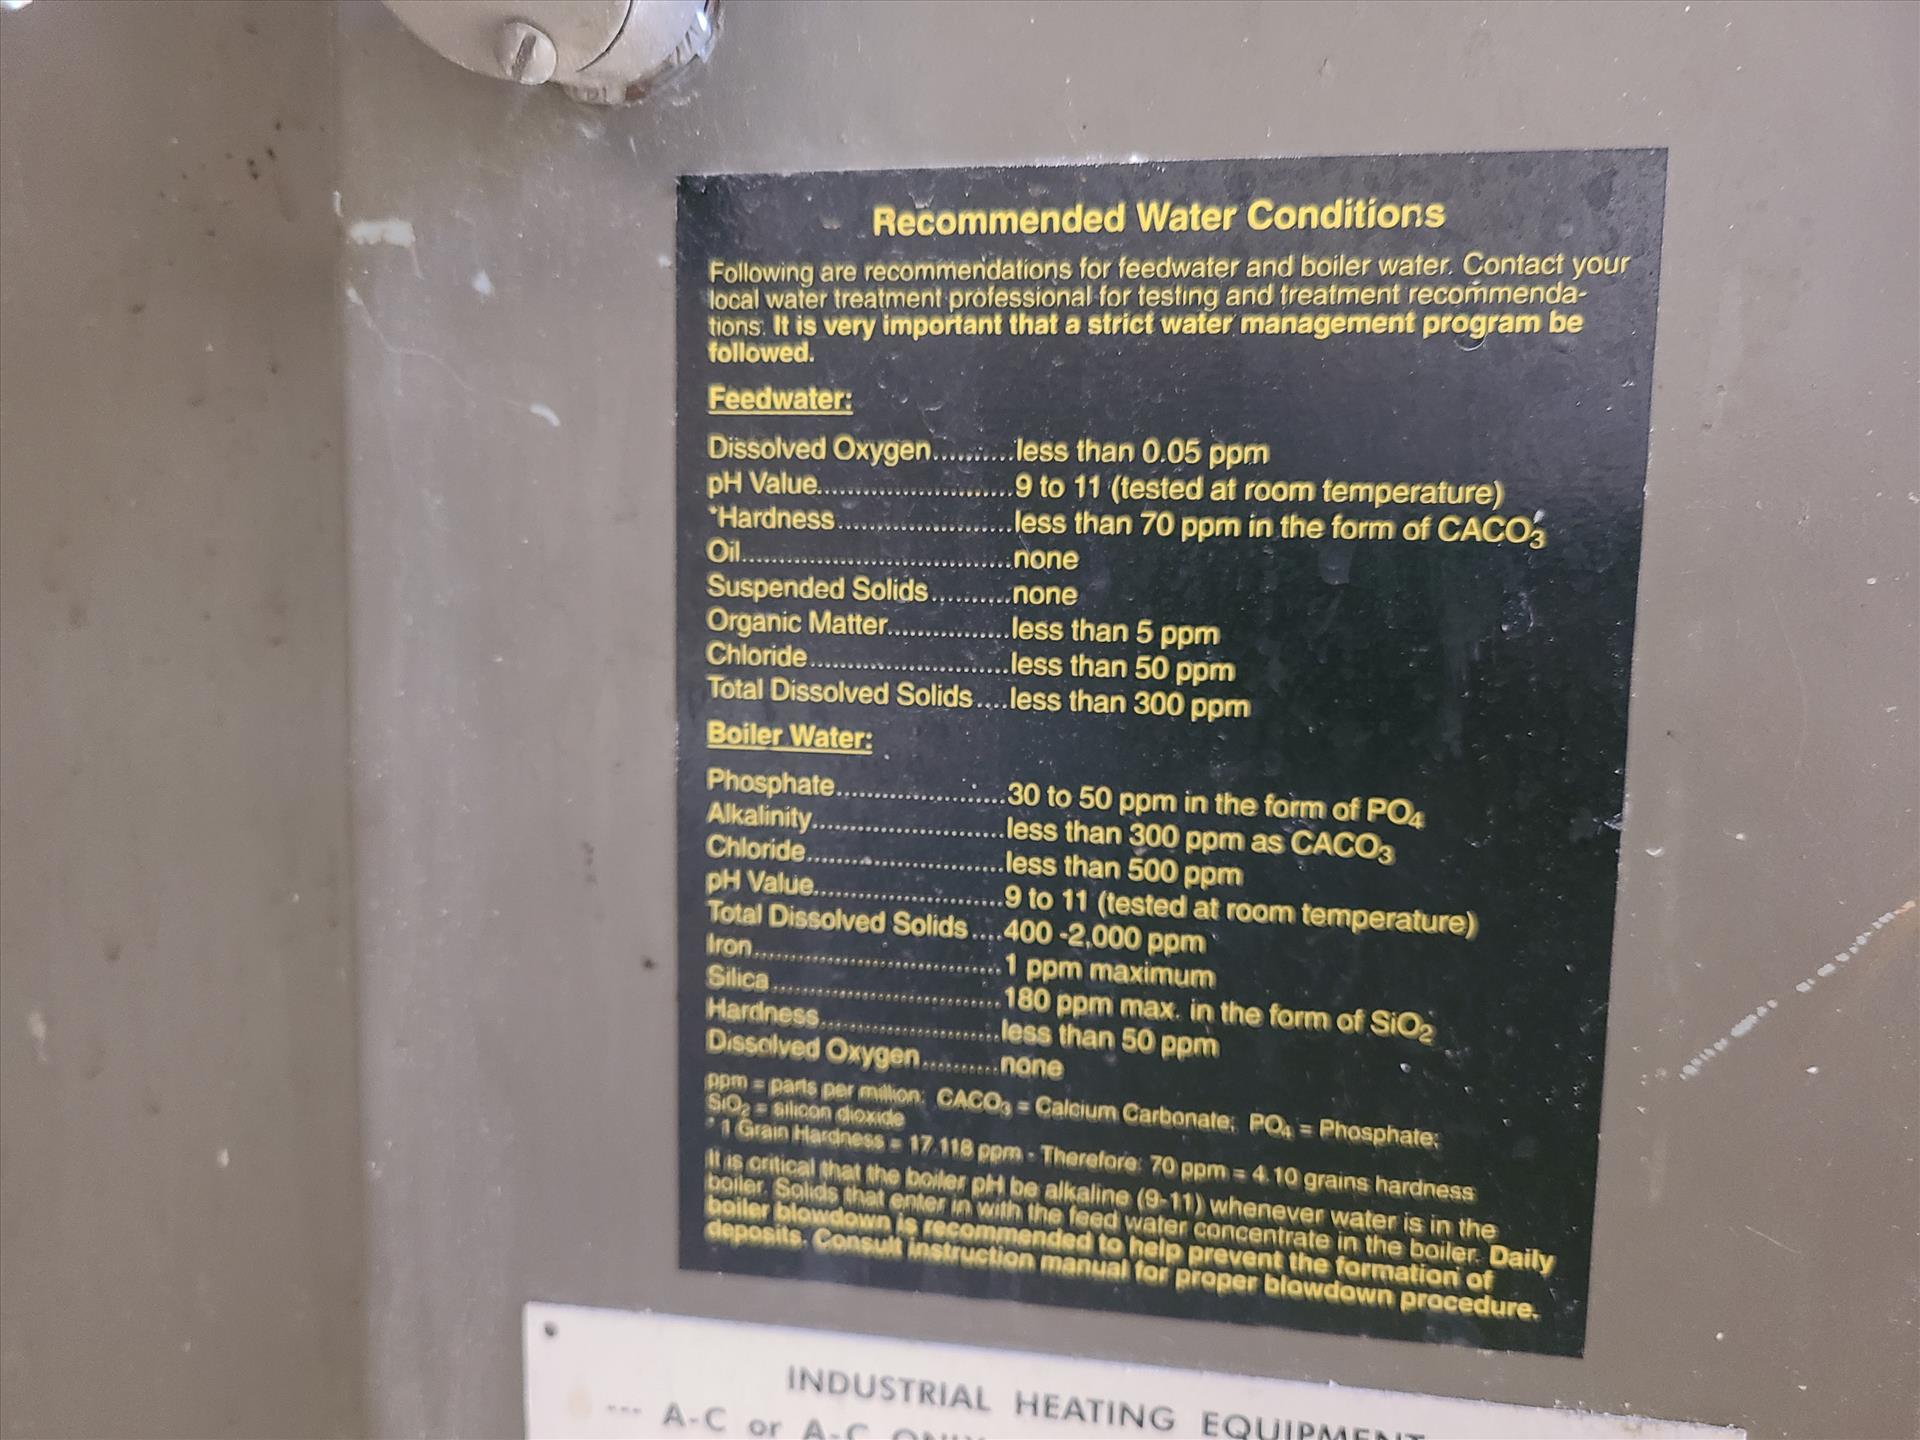 Recommended Water Conditions
Following are recommendations for feedwater and boiler water. Contact your
local water treatment professional for testing and treatment recommenda-
tions. It is very important that a strict water management program be
followed.
Feedwater:
Dissolved Oxygen..........less than 0.05 ppm
pH Value.........................9 to 11 (tested at room temperature)
*Hardness......................less than 70 ppm in the form of CACO₃
Oil...................................none
Suspended Solids..........none
Organic Matter................less than 5 ppm
Chloride..........................less than 50 ppm
Total Dissolved Solids....less than 300 ppm
Boiler Water:
Phosphate......................30 to 50 ppm in the form of PO₄
Alkalinity.........................less than 300 ppm as CACO₃
Chloride..........................less than 500 ppm
pH Value.........................9 to 11 (tested at room temperature)
Total Dissolved Solids....400 -2,000 ppm
Iron.................................1 ppm maximum
Silica..............................180 ppm max. in the form of SiO₂
Hardness........................less than 50 ppm
Dissolved Oxygen..........none
ppm = parts per million; CACO₃ = Calcium Carbonate; PO₄ = Phosphate;
SiO₂ = silicon dioxide
* 1 Grain Hardness = 17.118 ppm - Therefore: 70 ppm = 4.10 grains hardness
It is critical that the boiler pH be alkaline (9-11) whenever water is in the
boiler. Solids that enter in with the feed water concentrate in the boiler. Daily
boiler blowdown is recommended to help prevent the formation of
deposits. Consult instruction manual for proper blowdown procedure.
INDUSTRIAL HEATING EQUIPMENT
--- A-C or A-C ONLY